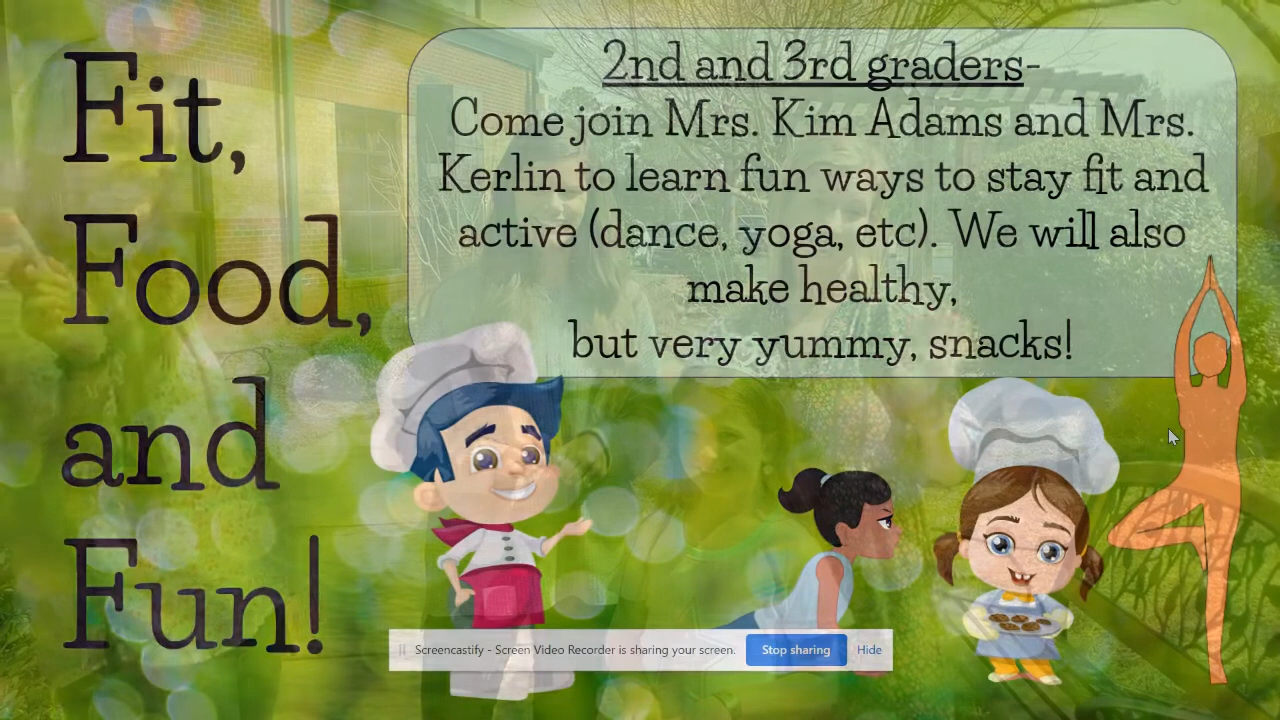 Fit,
Food,
and
Fun!
2nd and 3rd graders-
Come join Mrs. Kim Adams and Mrs.
Kerlin to learn fun ways to stay fit and
active (dance, yoga, etc). We will also
make healthy,
but very yummy, snacks!
Screencastify - Screen Video Recorder is sharing your screen.
Stop sharing
Hide